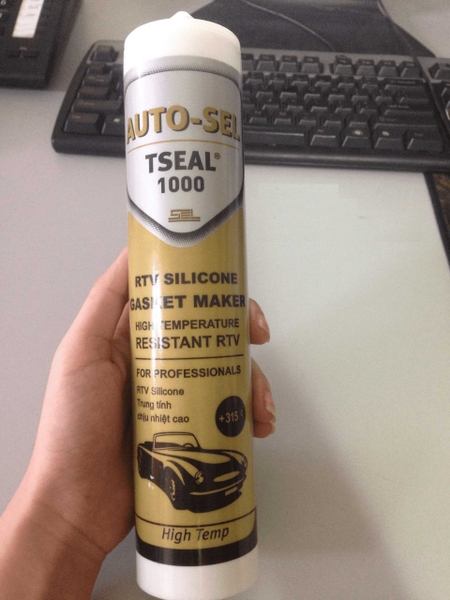 AUTO-SEL
TSEAL®
1000
SEL
RTV SILICONE
GASKET MAKER
HIGH TEMPERATURE
RESISTANT RTV
FOR PROFESSIONALS
RTV Silicone
Trung tính
chịu nhiệt cao
+315
High Temp